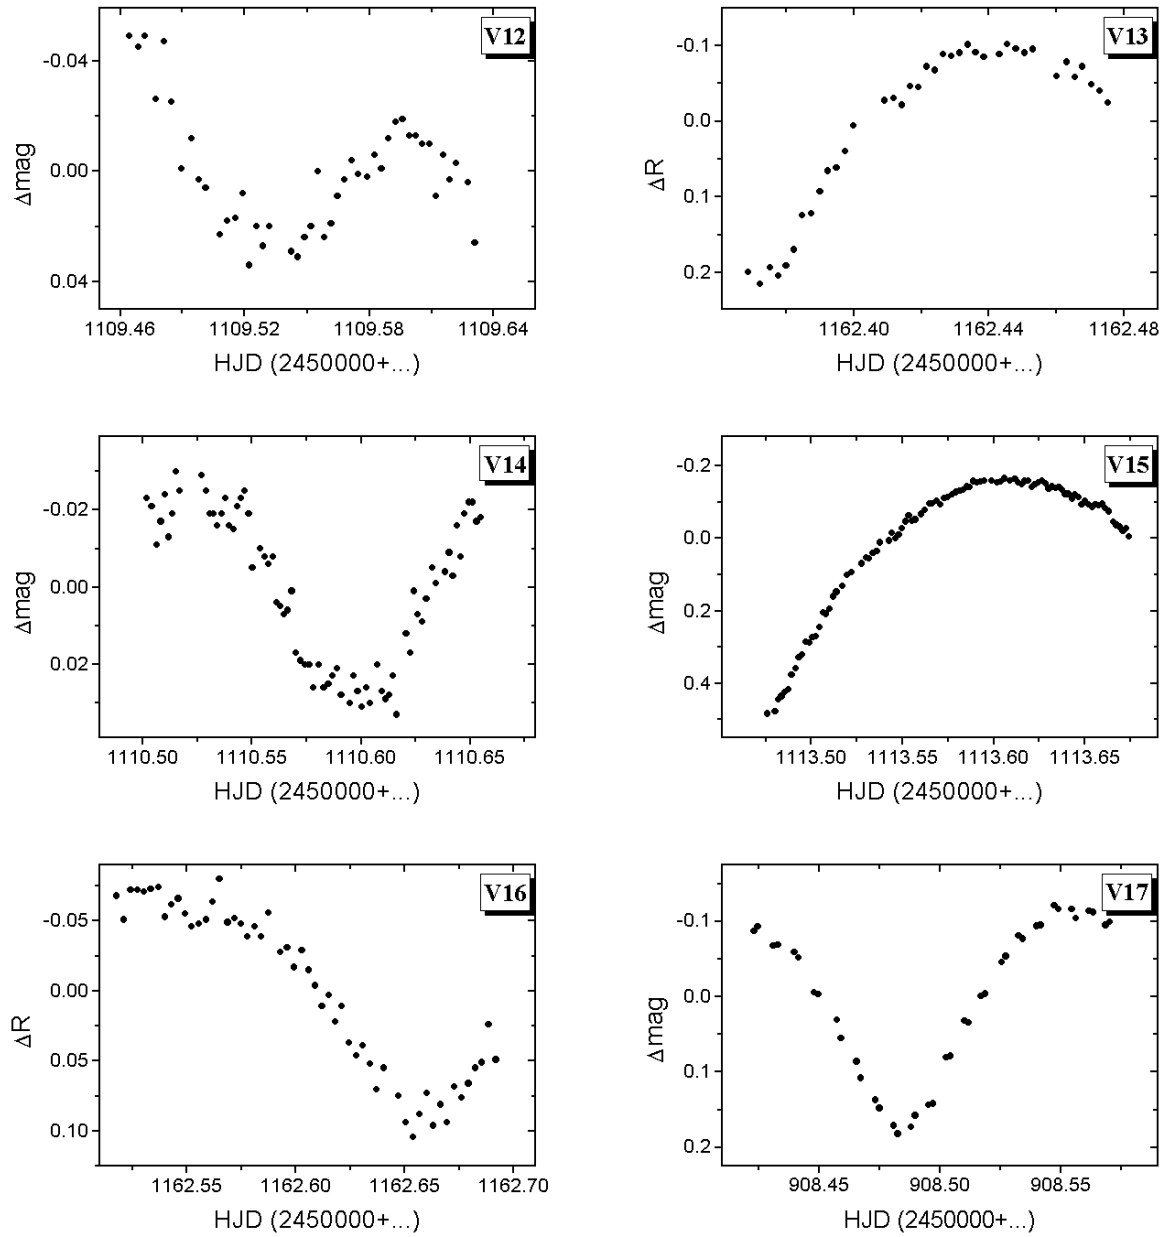 V12
-0.04
0.00
0.04
Δmag
1109.46 1109.52 1109.58 1109.64
HJD (2450000+...)
V13
-0.1
0.0
0.1
0.2
ΔR
1162.40 1162.44 1162.48
HJD (2450000+...)
V14
-0.02
0.00
0.02
Δmag
1110.50 1110.55 1110.60 1110.65
HJD (2450000+...)
V15
-0.2
0.0
0.2
0.4
Δmag
1113.50 1113.55 1113.60 1113.65
HJD (2450000+...)
V16
-0.05
0.00
0.05
0.10
ΔR
1162.55 1162.60 1162.65 1162.70
HJD (2450000+...)
V17
-0.1
0.0
0.1
0.2
Δmag
908.45 908.50 908.55
HJD (2450000+...)